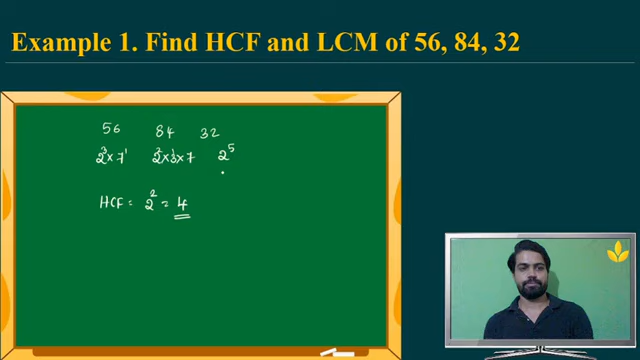 Example 1. Find HCF and LCM of 56, 84, 32
56 84 32
2³ × 7¹ 2² × 3¹ × 7 2⁵
HCF = 2² = 4